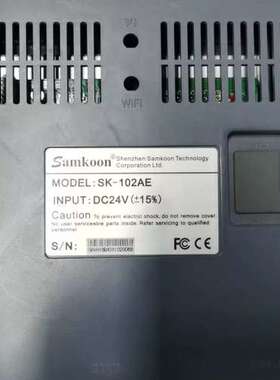 WiFi
Samkoon
Shenzhen Samkoon Technology
Corporation Ltd.
MODEL:SK-102AE
INPUT:DC24V(±15%)
Caution To prevent electric shock, do not remove cover
No user serviceable parts inside. Refer to servicing to qualified
personnel.
S/N:
FC CE